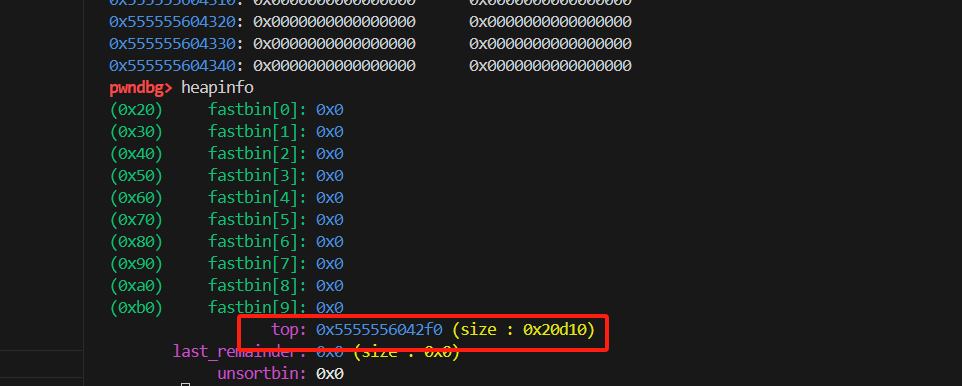 0x555555604310: 0x0000000000000000 0x0000000000000000
0x555555604320: 0x0000000000000000 0x0000000000000000
0x555555604330: 0x0000000000000000 0x0000000000000000
0x555555604340: 0x0000000000000000 0x0000000000000000
pwndbg> heapinfo
(0x20) fastbin[0]: 0x0
(0x30) fastbin[1]: 0x0
(0x40) fastbin[2]: 0x0
(0x50) fastbin[3]: 0x0
(0x60) fastbin[4]: 0x0
(0x70) fastbin[5]: 0x0
(0x80) fastbin[6]: 0x0
(0x90) fastbin[7]: 0x0
(0xa0) fastbin[8]: 0x0
(0xb0) fastbin[9]: 0x0
top: 0x5555556042f0 (size : 0x20d10)
last_remainder: 0x0 (size : 0x0)
unsortbin: 0x0